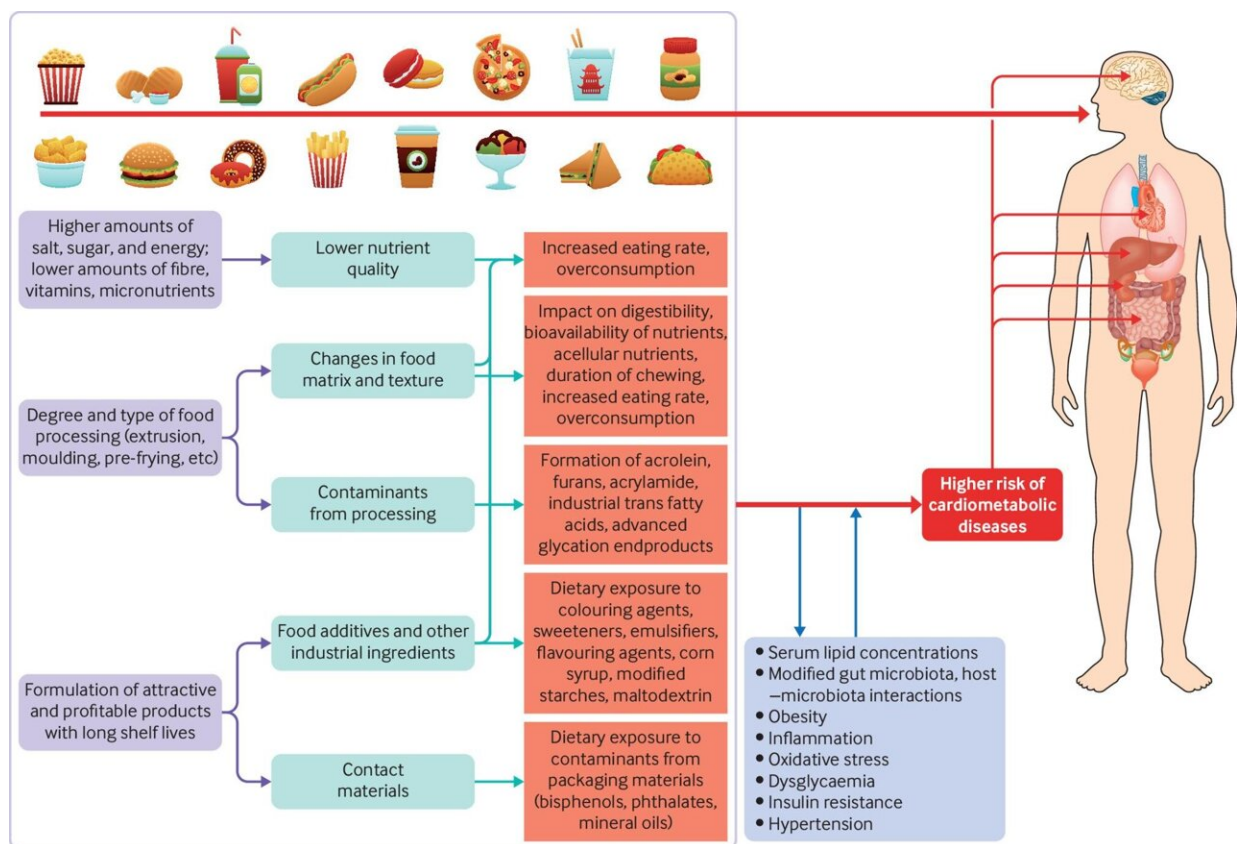 Higher amounts of
salt, sugar, and energy;
lower amounts of fibre,
vitamins, micronutrients
Lower nutrient
quality
Increased eating rate,
overconsumption
Degree and type of food
processing (extrusion,
moulding, pre-frying, etc)
Changes in food
matrix and texture
Impact on digestibility,
bioavailability of nutrients,
acellular nutrients,
duration of chewing,
increased eating rate,
overconsumption
Contaminants
from processing
Formation of acrolein,
furans, acrylamide,
industrial trans fatty
acids, advanced
glycation endproducts
Formulation of attractive
and profitable products
with long shelf lives
Food additives and other
industrial ingredients
Dietary exposure to
colouring agents,
sweeteners, emulsifiers,
flavouring agents, corn
syrup, modified
starches, maltodextrin
Contact
materials
Dietary exposure to
contaminants from
packaging materials
(bisphenols, phthalates,
mineral oils)
Higher risk of
cardiometabolic
diseases
• Serum lipid concentrations
• Modified gut microbiota, host
–microbiota interactions
• Obesity
• Inflammation
• Oxidative stress
• Dysglycaemia
• Insulin resistance
• Hypertension